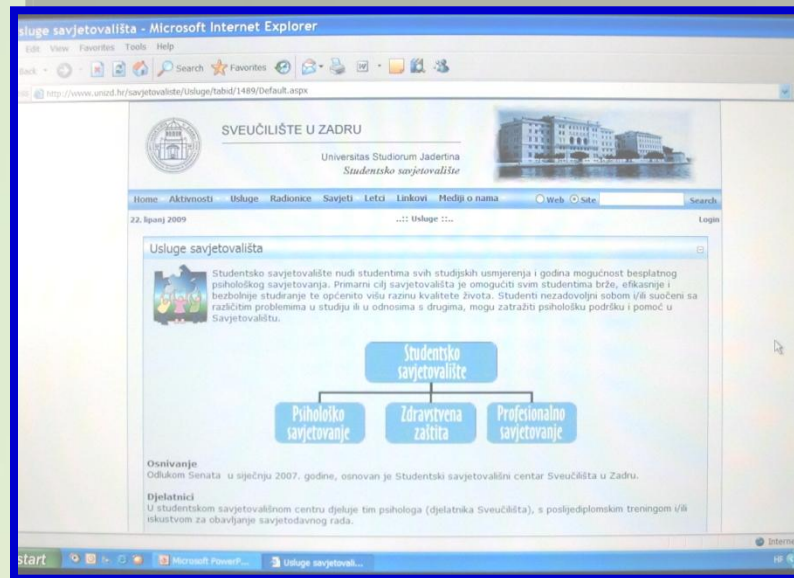 sluge savjetovališta - Microsoft Internet Explorer
Edit View Favorites Tools Help
Back Search Favorites
http://www.unizd.hr/savjetovaliste/Usluge/tabid/1489/Default.aspx
SVEUČILIŠTE U ZADRU
Universitas Studiorum Jadertina
Studentsko savjetovalište
Home Aktivnosti Usluge Radionice Savjeti Letci Linkovi Mediji o nama Web Site Search
22. lipanj 2009 ..:: Usluge ::.. Login
Usluge savjetovališta
Studentsko savjetovalište nudi studentima svih studijskih usmjerenja i godina mogućnost besplatnog
psihološkog savjetovanja. Primarni cilj savjetovališta je omogućiti svim studentima brže, efikasnije i
bezbolnije studiranje te općenito višu razinu kvalitete života. Studenti nezadovoljni sobom i/ili suočeni sa
različitim problemima u studiju ili u odnosima s drugima, mogu zatražiti psihološku podršku i pomoć u
Savjetovalištu.
Studentsko
savjetovalište
Psihološko
savjetovanje
Zdravstvena
zaštita
Profesionalno
savjetovanje
Osnivanje
Odlukom Senata u siječnju 2007. godine, osnovan je Studentski savjetovališni centar Sveučilišta u Zadru.
Djelatnici
U studentskom savjetovališnom centru djeluje tim psihologa (djelatnika Sveučilišta), s poslijediplomskim treningom i/ili
iskustvom za obavljanje savjetodavnog rada.
Interne
start Microsoft PowerP... Usluge savjetovali... HR